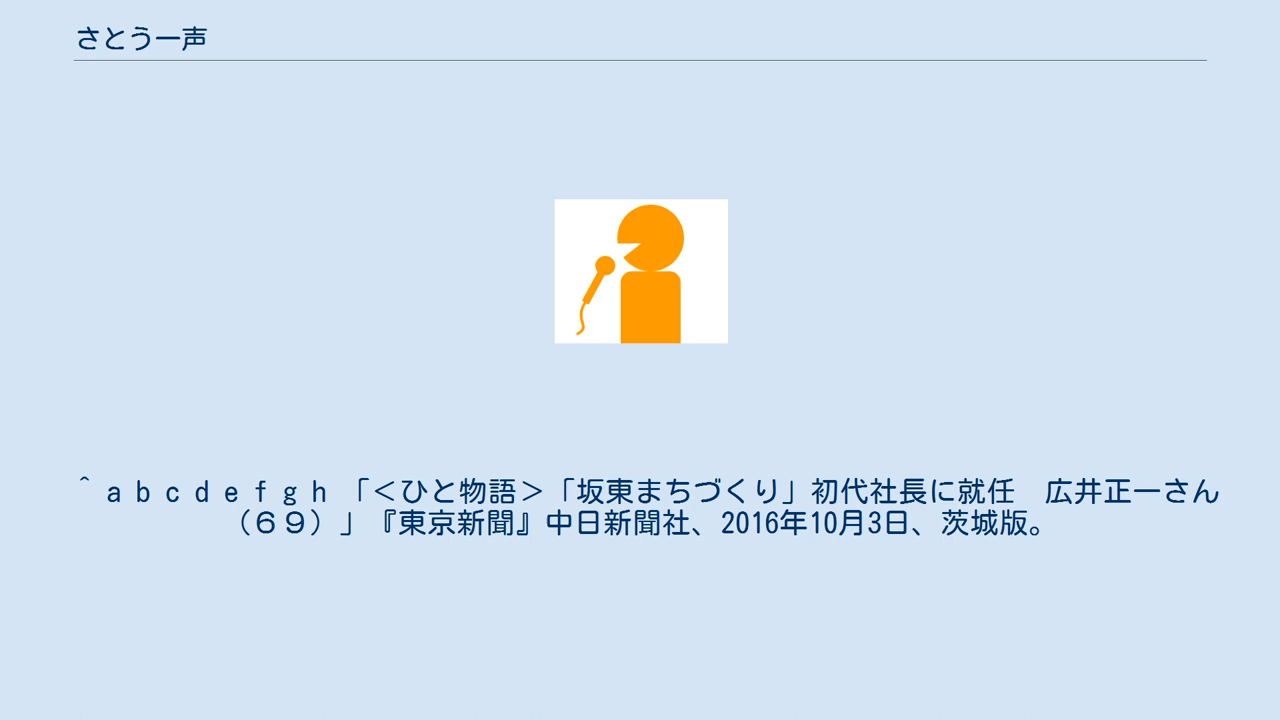 さとう一声
^ a b c d e f g h 「＜ひと物語＞「坂東まちづくり」初代社長に就任　広井正一さん
（６９）」『東京新聞』中日新聞社、2016年10月3日、茨城版。